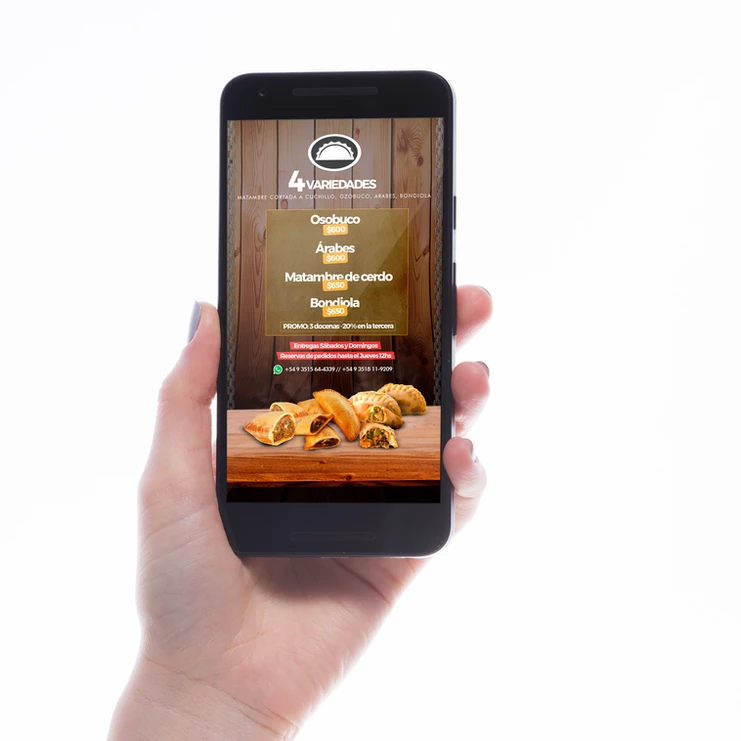 4 VARIEDADES
MATAMBRE CORTADA A CUCHILLO, OZOBUCO, ARABES, BONDIOLA
Osobuco
$600
Árabes
$600
Matambre de cerdo
$650
Bondiola
$650
PROMO: 3 docenas -20% en la tercera
Entregas Sábados y Domingos
Reservas de pedidos hasta el Jueves 12hs
+54 9 3515 64-4339 // +54 9 3518 11-9209